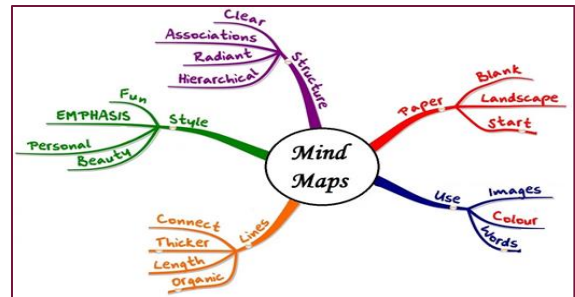 Mind
Maps
Structure
Clear
Associations
Radiant
Hierarchical
Paper
Blank
Landscape
Start
Use
Images
Colour
Words
Lines
Connect
Thicker
Length
Organic
Style
Fun
EMPHASIS
Personal
Beauty